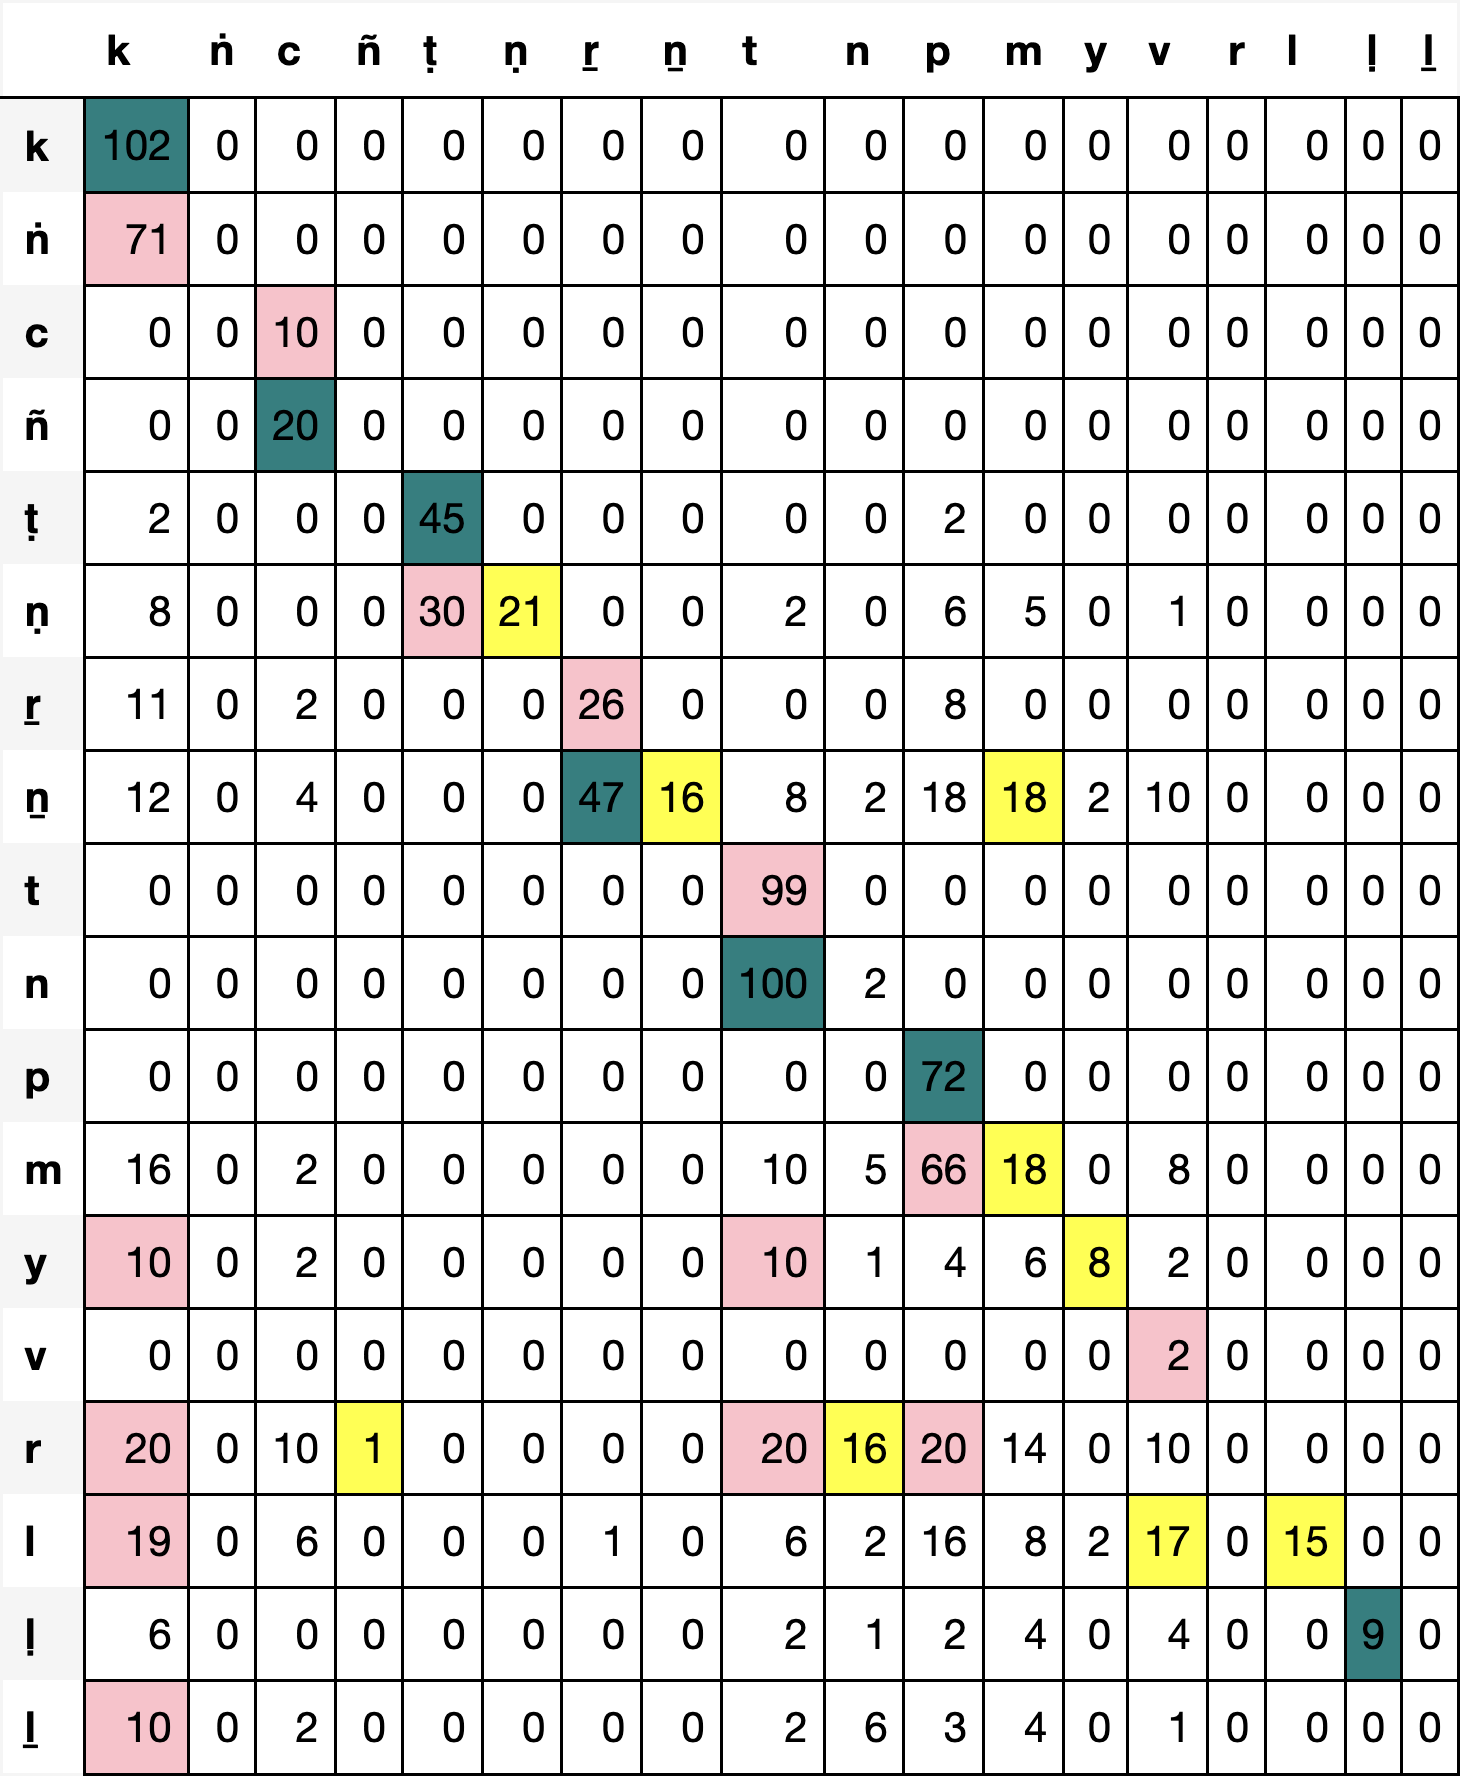 k ṅ c ñ ṭ ṇ ṟ ṉ t n p m y v r l ḷ ḻ
k 102 0 0 0 0 0 0 0 0 0 0 0 0 0 0 0 0 0
ṅ 71 0 0 0 0 0 0 0 0 0 0 0 0 0 0 0 0 0
c 0 0 10 0 0 0 0 0 0 0 0 0 0 0 0 0 0 0
ñ 0 0 20 0 0 0 0 0 0 0 0 0 0 0 0 0 0 0
ṭ 2 0 0 0 45 0 0 0 0 0 2 0 0 0 0 0 0 0
ṇ 8 0 0 0 30 21 0 0 2 0 6 5 0 1 0 0 0 0
ṟ 11 0 2 0 0 0 26 0 0 0 8 0 0 0 0 0 0 0
ṉ 12 0 4 0 0 0 47 16 8 2 18 18 2 10 0 0 0 0
t 0 0 0 0 0 0 0 0 99 0 0 0 0 0 0 0 0 0
n 0 0 0 0 0 0 0 0 100 2 0 0 0 0 0 0 0 0
p 0 0 0 0 0 0 0 0 0 0 72 0 0 0 0 0 0 0
m 16 0 2 0 0 0 0 0 10 5 66 18 0 8 0 0 0 0
y 10 0 2 0 0 0 0 0 10 1 4 6 8 2 0 0 0 0
v 0 0 0 0 0 0 0 0 0 0 0 0 0 2 0 0 0 0
r 20 0 10 1 0 0 0 0 20 16 20 14 0 10 0 0 0 0
l 19 0 6 0 0 0 1 0 6 2 16 8 2 17 0 15 0 0
ḷ 6 0 0 0 0 0 0 0 2 1 2 4 0 4 0 0 9 0
ḻ 10 0 2 0 0 0 0 0 2 6 3 4 0 1 0 0 0 0